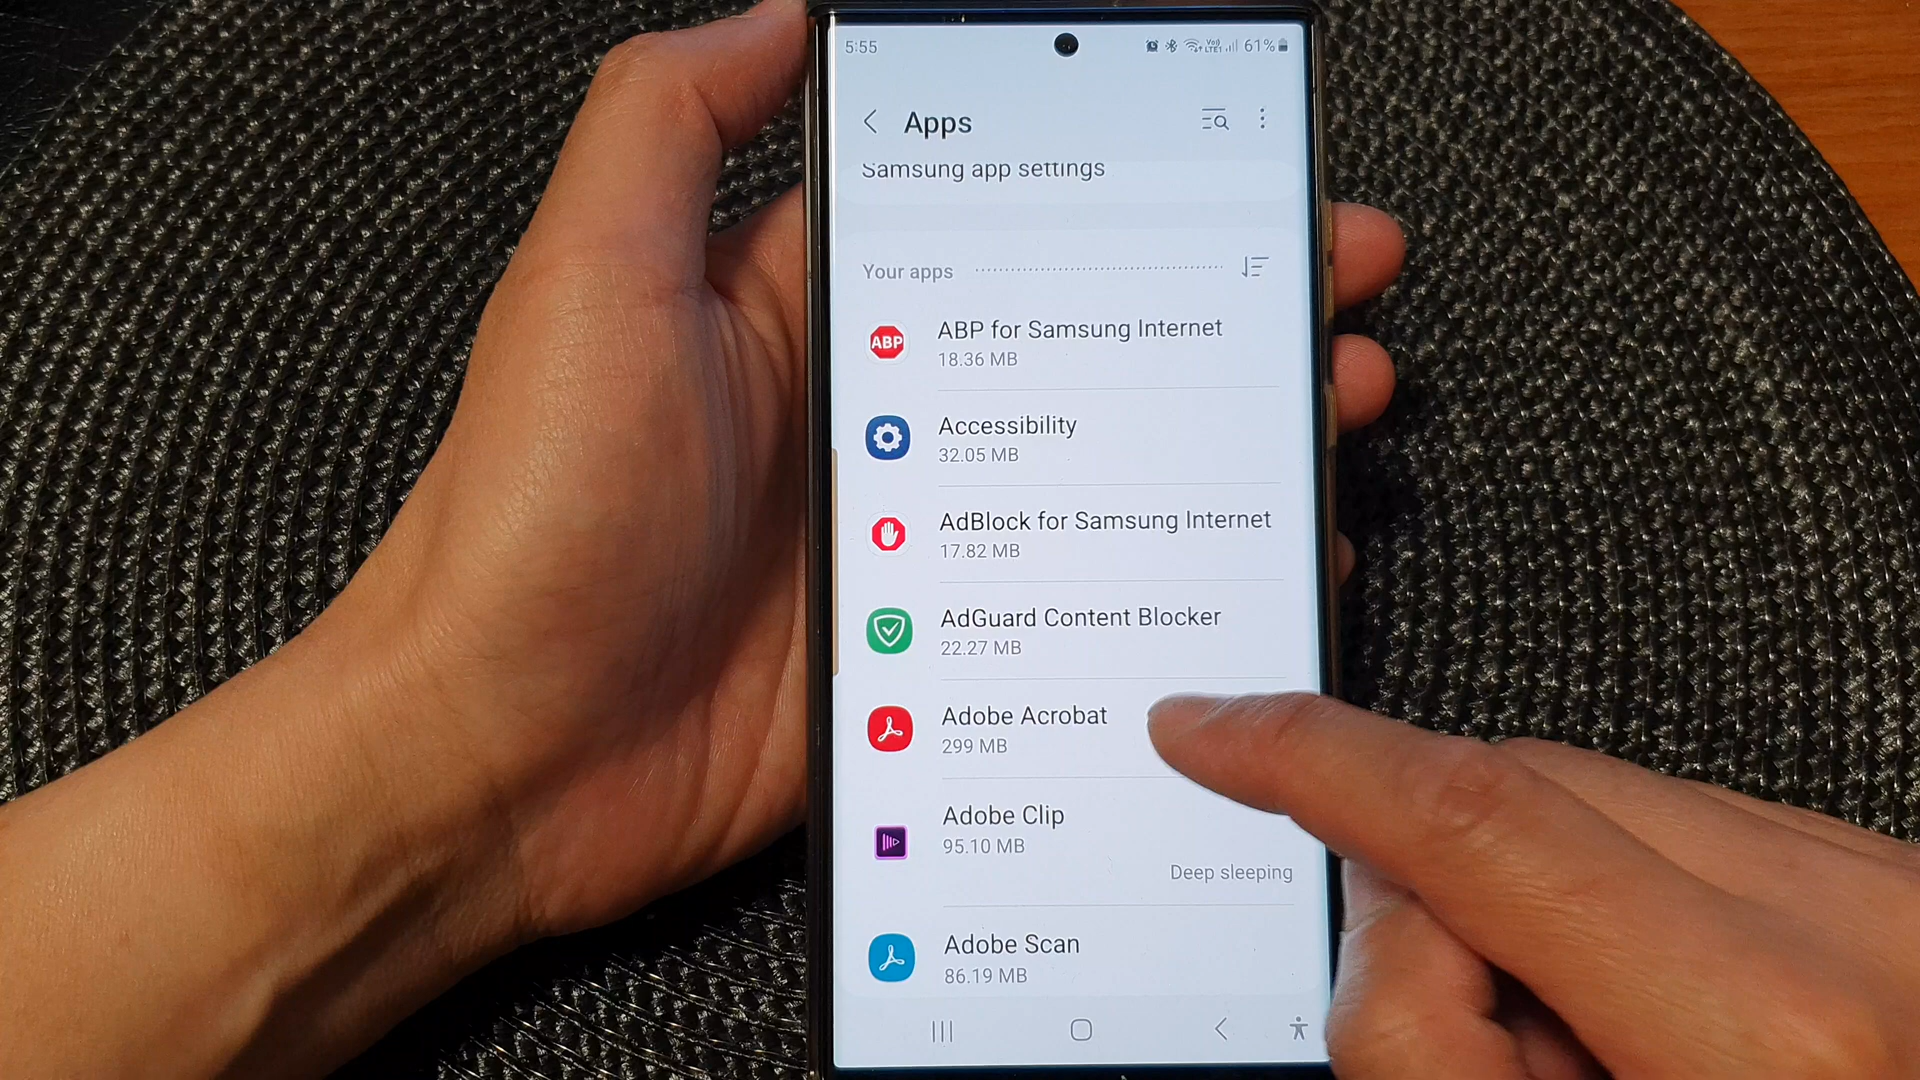 5:55
Vo) LTE1 61%
Apps
Samsung app settings
Your apps
ABP
ABP for Samsung Internet
18.36 MB
Accessibility
32.05 MB
AdBlock for Samsung Internet
17.82 MB
AdGuard Content Blocker
22.27 MB
Adobe Acrobat
299 MB
Adobe Clip
95.10 MB
Deep sleeping
Adobe Scan
86.19 MB